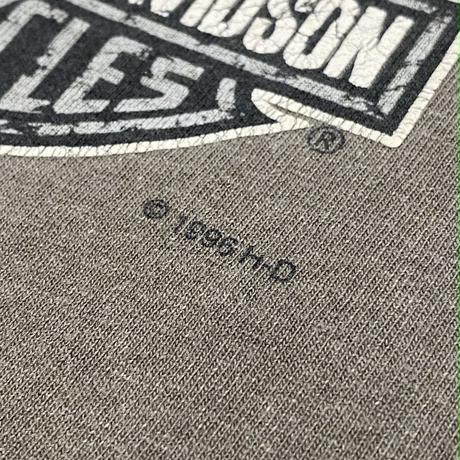 DAVIDSON
CLES
®
© 1996 H-D